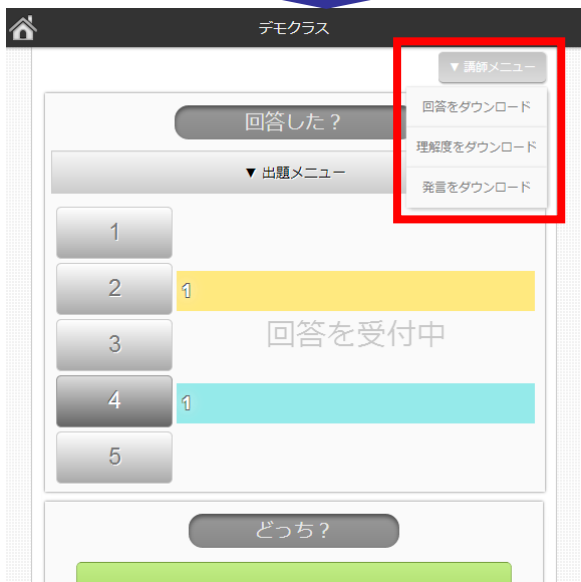 デモクラス
▼ 講師メニュー
回答をダウンロード
理解度をダウンロード
発言をダウンロード
回答した？
▼ 出題メニュー
1
2
1
回答を受付中
3
4
1
5
どっち？